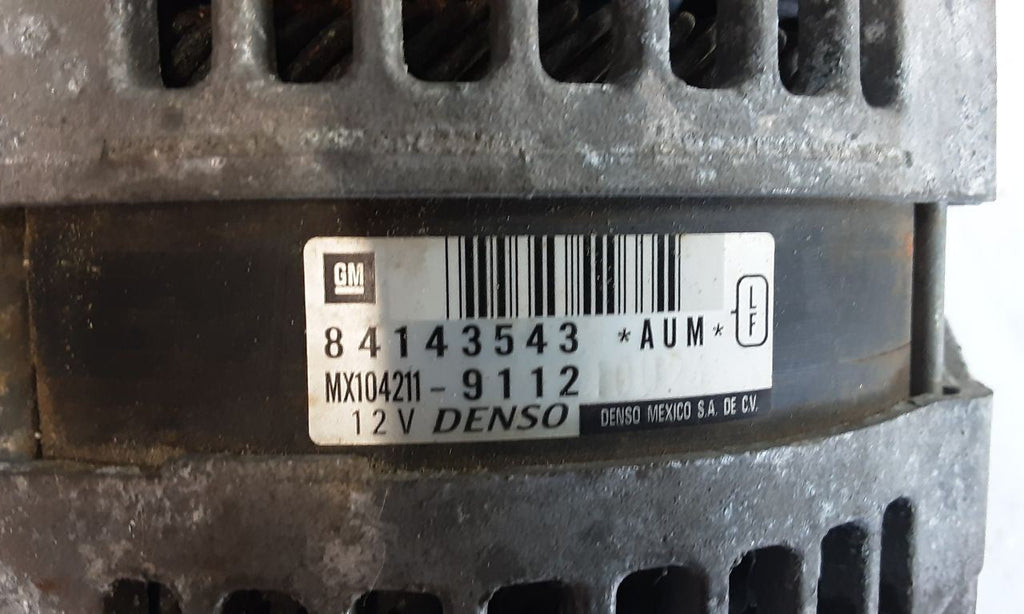 GM
84143543 *AUM*
L
F
MX104211-9112
12V DENSO
DENSO MEXICO S.A. DE C.V.